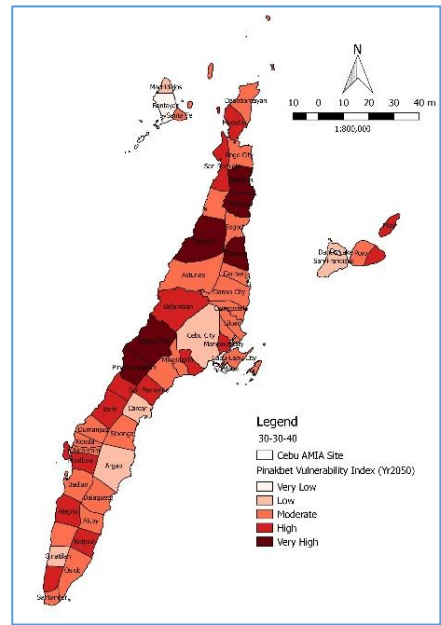 N
10 0 10 20 30 40 m
1:800,000
Madridejos
Bantayan
Santa Fe
Daanbantayan
Medellin
Bogo City
San Remigio
Sogod
Asturias
Carmen
Danao City
Compostela
Balamban
Liloan
Cebu City
Mandaue City
Lapu-Lapu City
Minglanilla
San Fernando
Pilar
Poro
San Francisco
Barili
Carcar
Dumanjug
Sibonga
Ronda
Moalboal
Argao
Badian
Dalaguete
Alegria
Alcoy
Boljoon
Ginatilan
Oslob
Santander
Legend
30-30-40
Cebu AMIA Site
Pinakbet Vulnerability Index (Yr2050)
Very Low
Low
Moderate
High
Very High